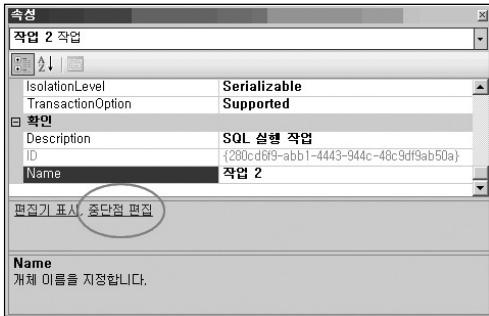 속성
작업 2 작업
IsolationLevel Serializable
TransactionOption Supported
확인
Description SQL 실행 작업
ID {280cd6f9-abb1-4443-944c-48c9df9ab50a}
Name 작업 2
편집기 표시, 중단점 편집
Name
개체 이름을 지정합니다.